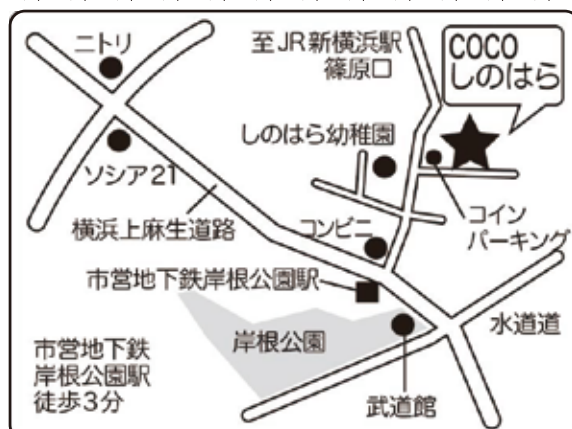 ニトリ
至JR新横浜駅
篠原口
COCO
しのはら
しのはら幼稚園
ソシア21
コイン
パーキング
横浜上麻生道路
コンビニ
市営地下鉄岸根公園駅
水道道
岸根公園
武道館
市営地下鉄
岸根公園駅
徒歩3分